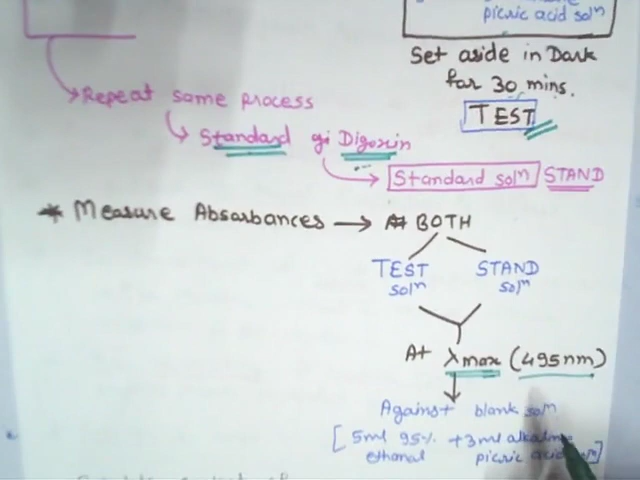 picric acid solⁿ
Set aside in Dark
for 30 mins.
TEST
Repeat same process
Standard gi Digoxin
Standard solⁿ STAND
* Measure Absorbances → BOTH
TEST solⁿ STAND solⁿ
At λmax (495nm)
Against blank solⁿ
[5ml 95% +3ml alkaline
ethanol picric acid solⁿ]